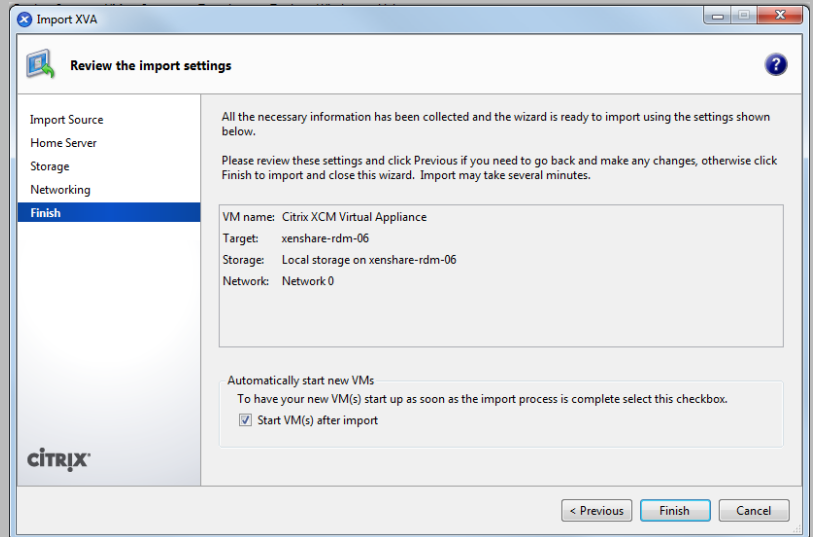 Import XVA
Review the import settings
Import Source
Home Server
Storage
Networking
Finish
All the necessary information has been collected and the wizard is ready to import using the settings shown
below.
Please review these settings and click Previous if you need to go back and make any changes, otherwise click
Finish to import and close this wizard. Import may take several minutes.
VM name: Citrix XCM Virtual Appliance
Target: xenshare-rdm-06
Storage: Local storage on xenshare-rdm-06
Network: Network 0
Automatically start new VMs
To have your new VM(s) start up as soon as the import process is complete select this checkbox.
Start VM(s) after import
CITRIX
< Previous
Finish
Cancel